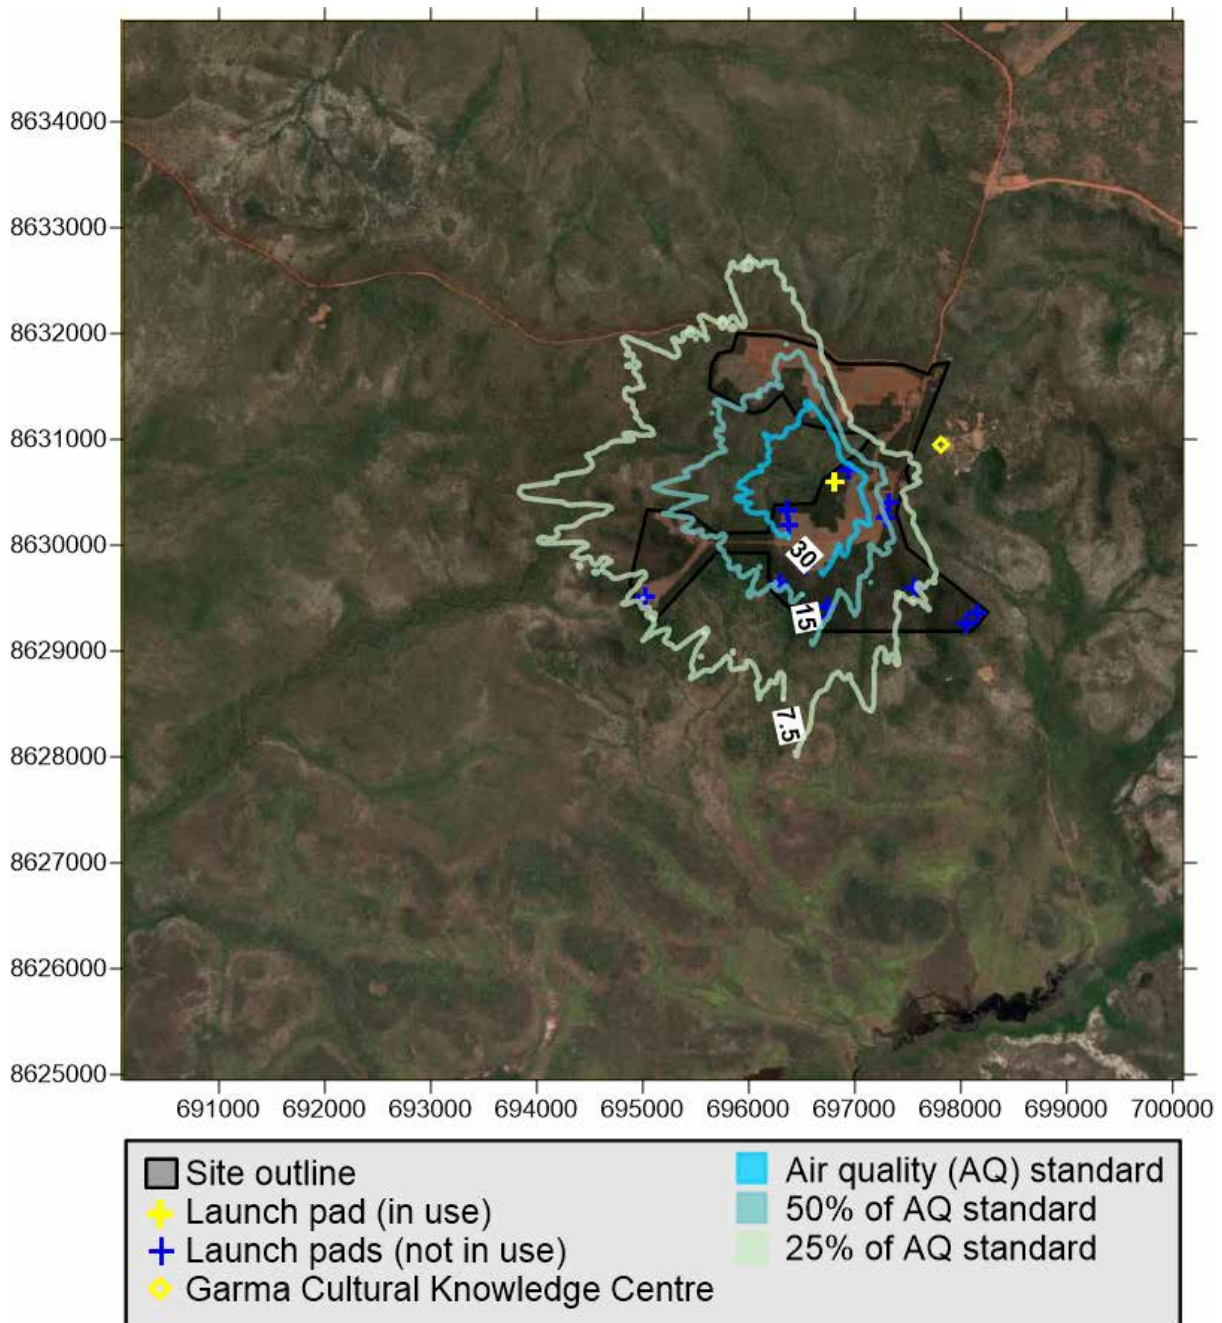 8634000
8633000
8632000
8631000
8630000
8629000
8628000
8627000
8626000
8625000
30
15
7.5
691000 692000 693000 694000 695000 696000 697000 698000 699000 700000
Site outline
Launch pad (in use)
Launch pads (not in use)
Garma Cultural Knowledge Centre
Air quality (AQ) standard
50% of AQ standard
25% of AQ standard